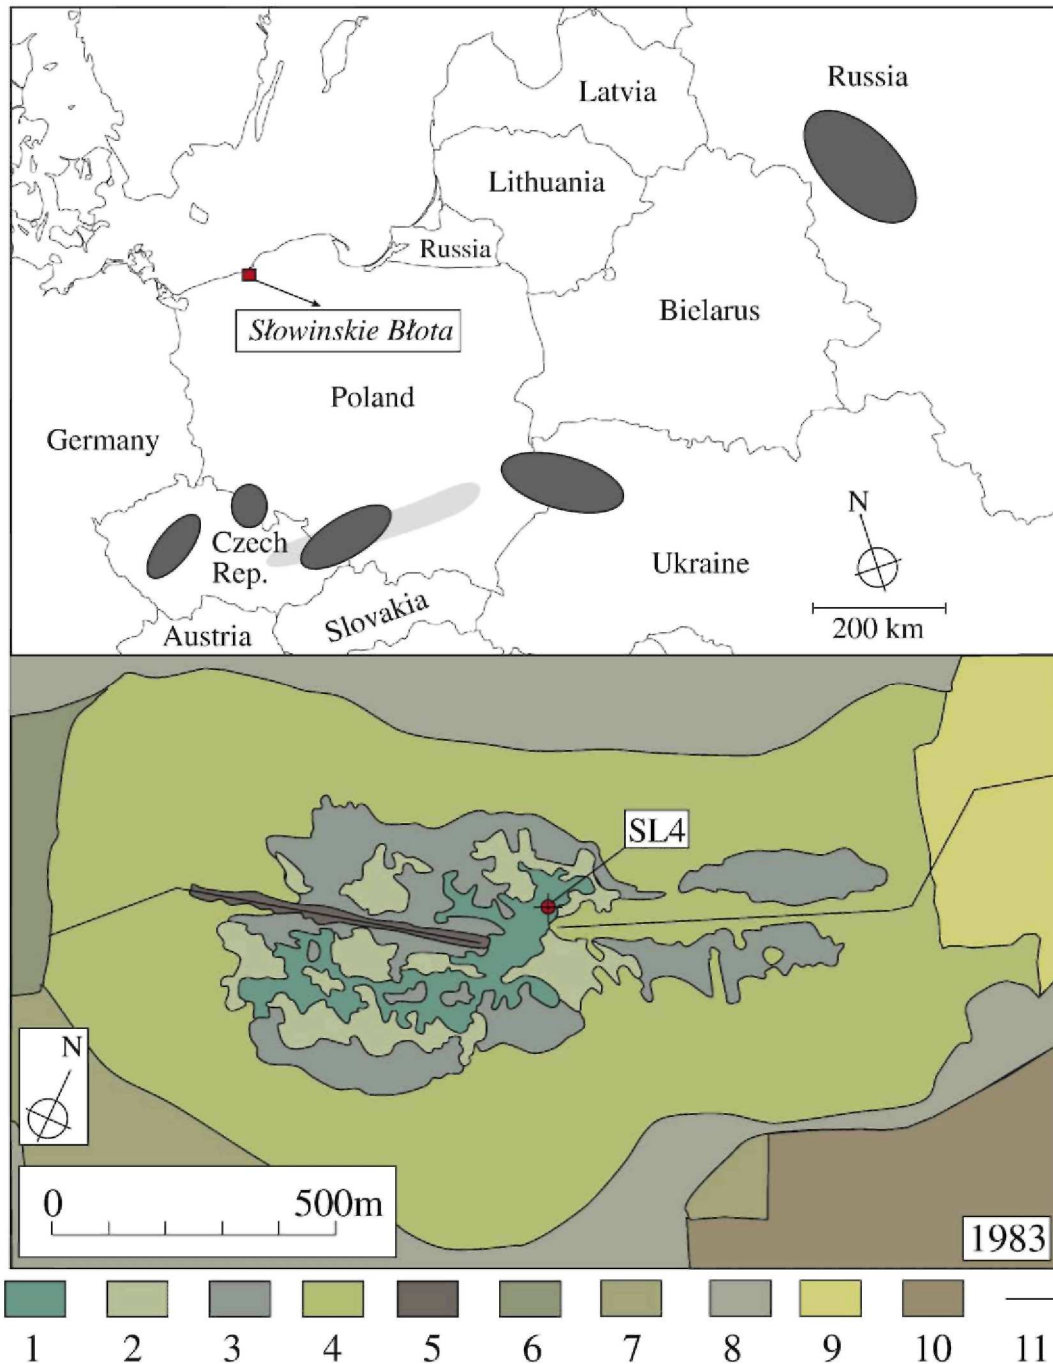 Russia
Latvia
Lithuania
Russia
Bielarus
Słowinskie Błota
Poland
Germany
N
Czech
Rep.
Ukraine
Slovakia
Austria
200 km
SL4
N
0 500m
1983
1 2 3 4 5 6 7 8 9 10 11